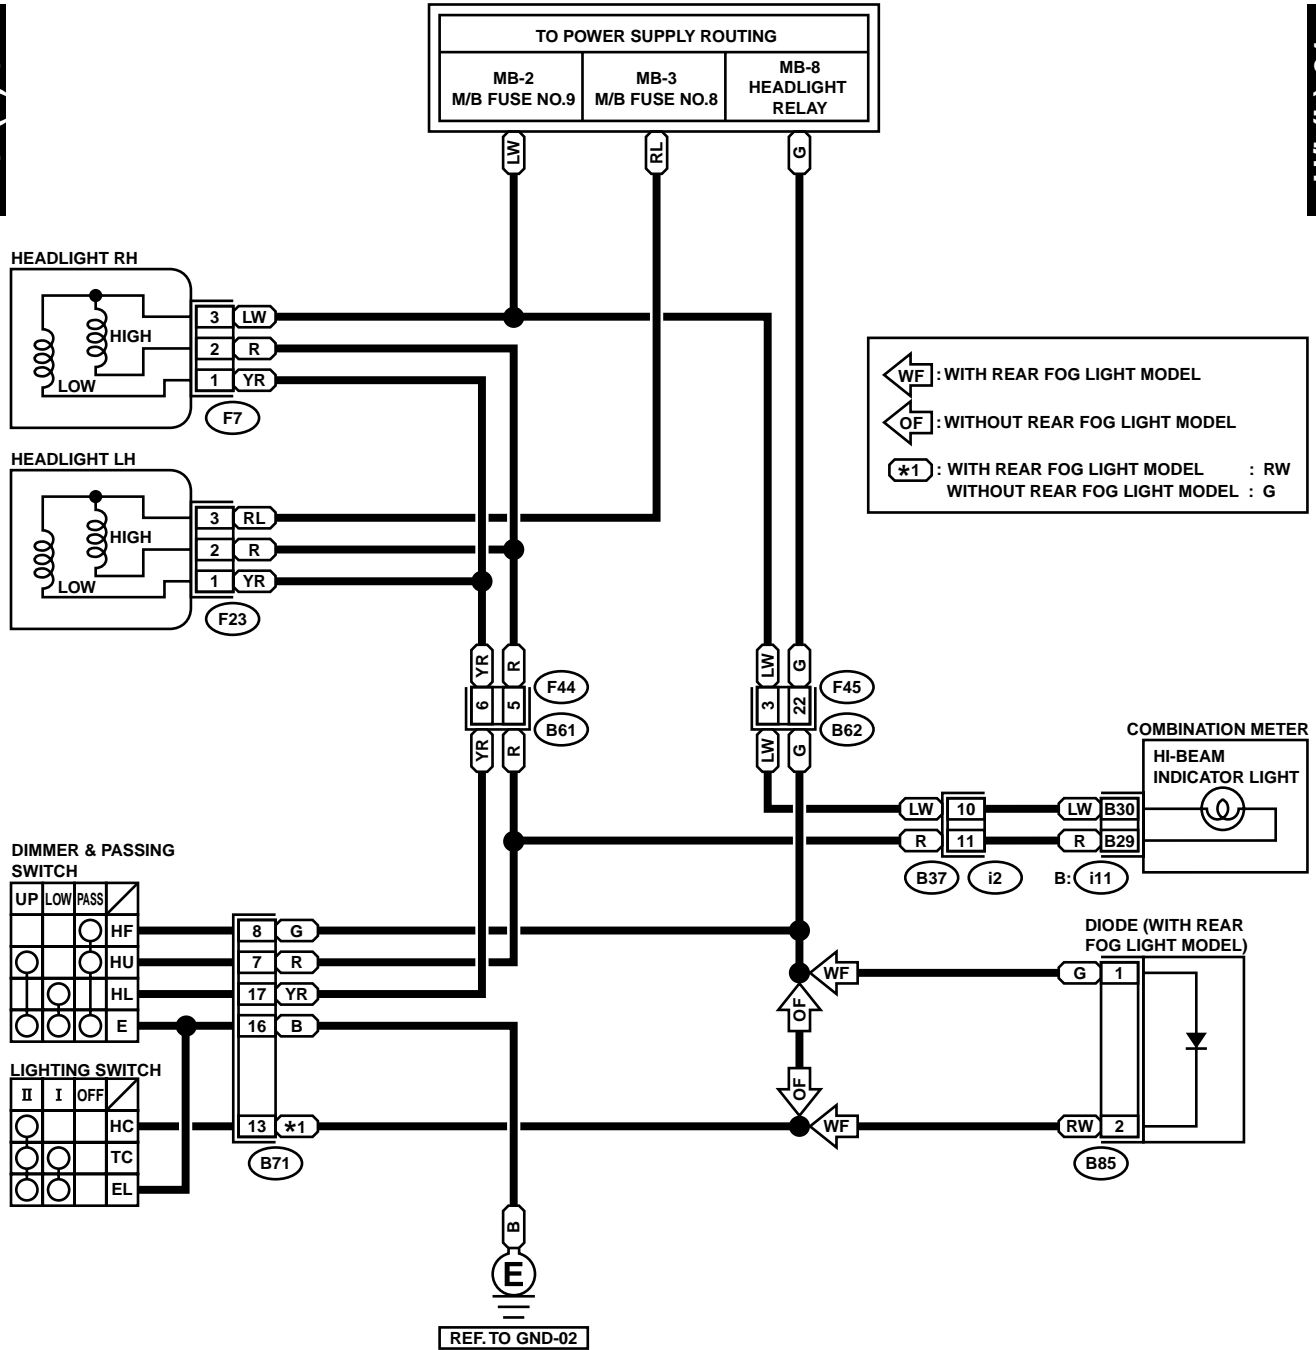 TO POWER SUPPLY ROUTING
MB-2
M/B FUSE NO.9
MB-3
M/B FUSE NO.8
MB-8
HEADLIGHT
RELAY
LW
RL
G
HEADLIGHT RH
HIGH
LOW
3 LW
2 R
1 YR
F7
WF : WITH REAR FOG LIGHT MODEL
OF : WITHOUT REAR FOG LIGHT MODEL
*1 : WITH REAR FOG LIGHT MODEL : RW
WITHOUT REAR FOG LIGHT MODEL : G
HEADLIGHT LH
HIGH
LOW
3 RL
2 R
1 YR
F23
YR R
6 5
YR R
F44
B61
LW G
3 22
LW G
F45
B62
COMBINATION METER
HI-BEAM
INDICATOR LIGHT
LW 10 LW B30
R 11 R B29
B37 i2 B: i11
DIMMER & PASSING
SWITCH
UP LOW PASS
HF 8 G
HU 7 R
HL 17 YR
E 16 B
LIGHTING SWITCH
II I OFF
HC 13 *1
TC
EL
B71
DIODE (WITH REAR
FOG LIGHT MODEL)
WF G 1
OF
OF
WF RW 2
B85
B
E
REF. TO GND-02